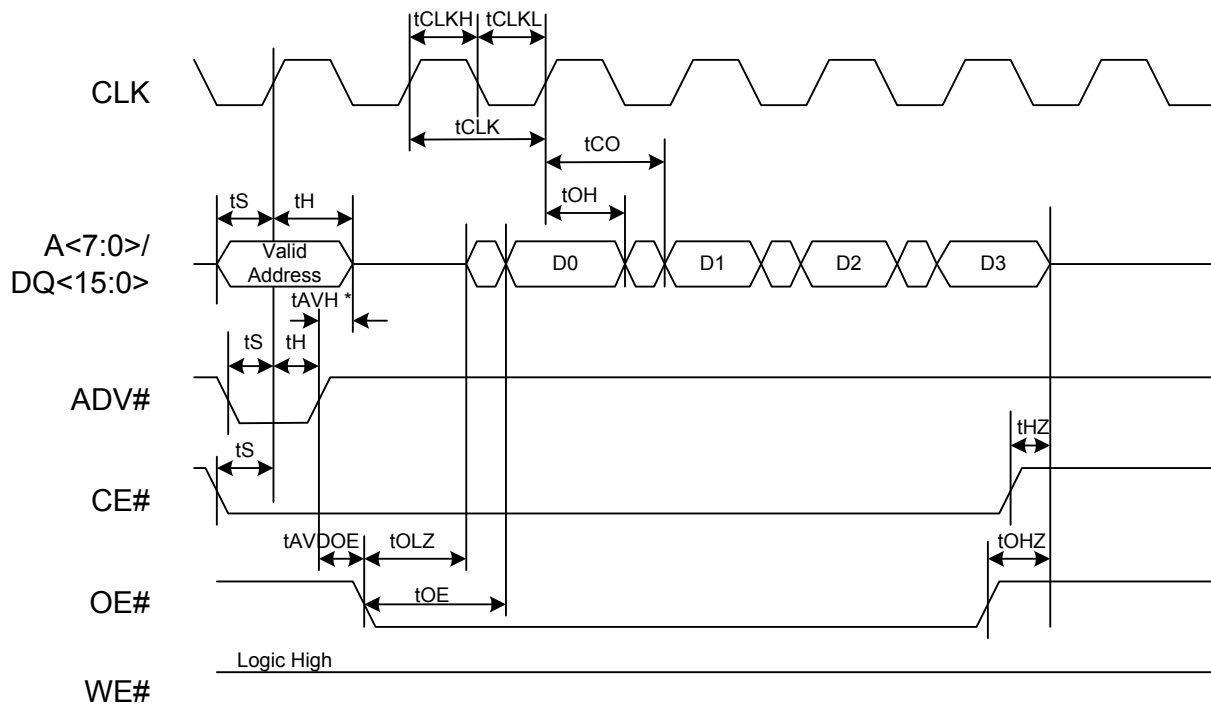 tCLKH tCLKL
CLK
tCLK
tCO
tOH
tS tH
A<7:0>/
DQ<15:0>
Valid
Address
D0 D1 D2 D3
tAVH *
tS tH
ADV#
tHZ
tS
CE#
tAVDOE tOLZ tOHZ
tOE
OE#
Logic High
WE#